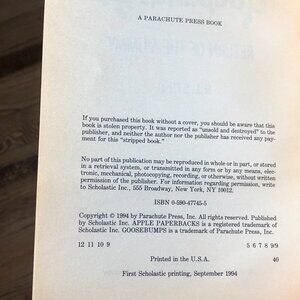 A PARACHUTE PRESS BOOK
If you purchased this book without a cover, you should be aware that this
book is stolen property. It was reported as "unsold and destroyed" to the
publisher, and neither the author nor the publisher has received any pay-
ment for this "stripped book."
No part of this publication may be reproduced in whole or in part, or stored
in a retrieval system, or transmitted in any form or by any means, elec-
tronic, mechanical, photocopying, recording, or otherwise, without written
permission of the publisher. For information regarding permission, write
to Scholastic Inc., 555 Broadway, New York, NY 10012.
ISBN 0-590-47745-5
Copyright © 1994 by Parachute Press, Inc. All rights reserved. Published
by Scholastic Inc. APPLE PAPERBACKS is a registered trademark of
Scholastic Inc. GOOSEBUMPS is a trademark of Parachute Press, Inc.
12 11 10 9 5 6 7 8 9/9
Printed in the U.S.A. 40
First Scholastic printing, September 1994